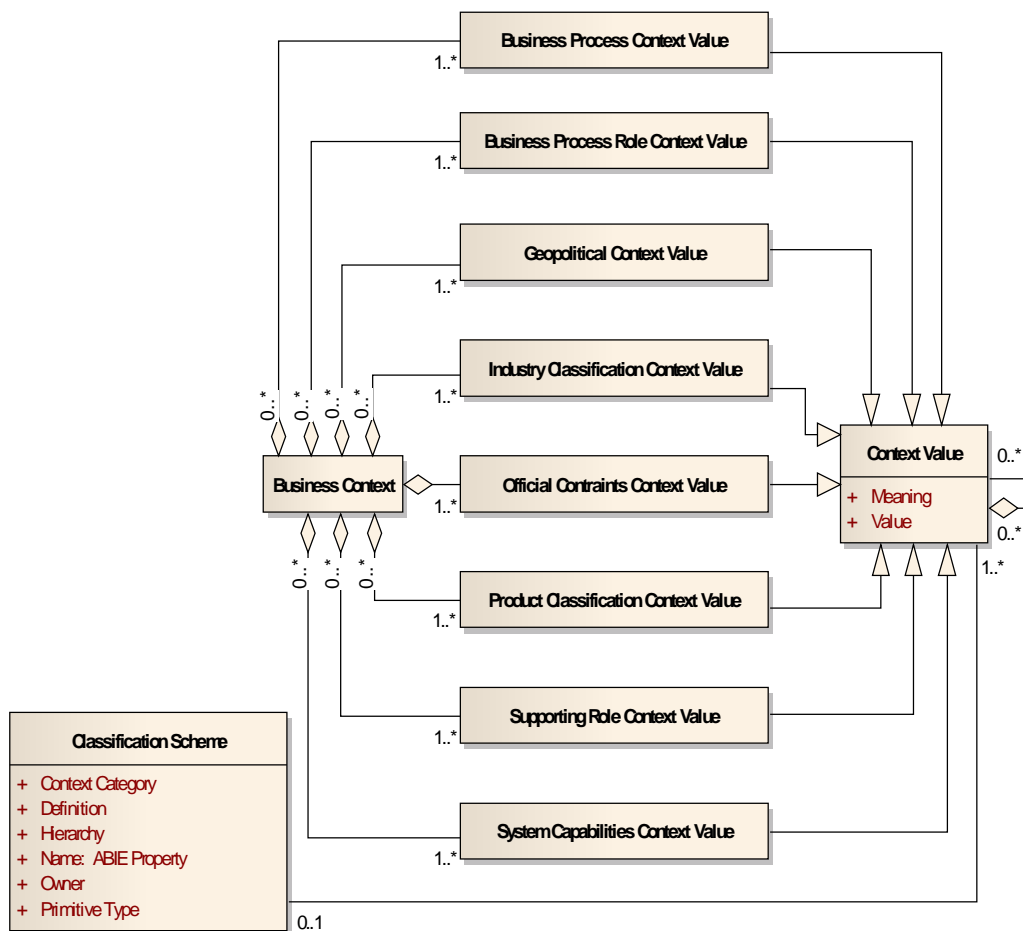 Business Process Context Value
1..*
Business Process Role Context Value
1..*
Geopolitical Context Value
1..*
Industry Classification Context Value
1..*
0..*
0..*
0..*
0..*
Context Value
+ Meaning
+ Value
0..*
0..*
1..*
Business Context
Official Contraints Context Value
1..*
0..*
0..*
0..*
Product Classification Context Value
1..*
Supporting Role Context Value
1..*
System Capabilities Context Value
1..*
Classification Scheme
+ Context Category
+ Definition
+ Hierarchy
+ Name: ABIE Property
+ Owner
+ Primitive Type
0..1